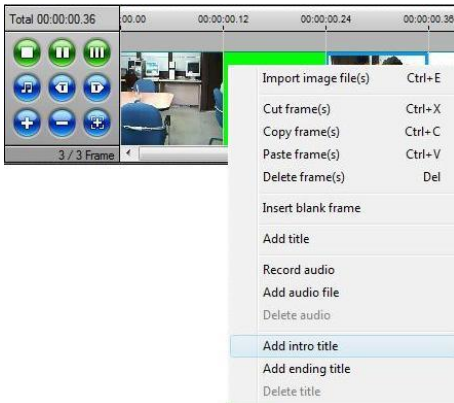 Total 00:00:00.36
:00.00 00:00:00.12 00:00:00.24 00:00:00.36
T T
3 / 3 Frame
Import image file(s) Ctrl+E
Cut frame(s) Ctrl+X
Copy frame(s) Ctrl+C
Paste frame(s) Ctrl+V
Delete frame(s) Del
Insert blank frame
Add title
Record audio
Add audio file
Delete audio
Add intro title
Add ending title
Delete title